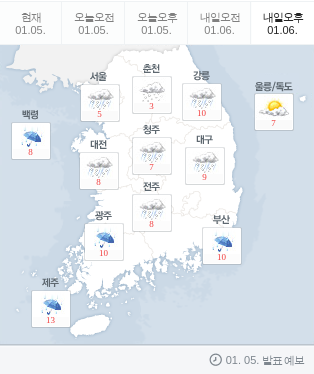 현재 오늘오전 오늘오후 내일오전 내일오후
01.05. 01.05. 01.05. 01.06. 01.06.
서울 춘천 강릉
5 3 10
울릉/독도
7
백령
8
대전 청주 대구
8 7 9
전주
8
광주 부산
10 10
제주
13
01. 05. 발표 예보